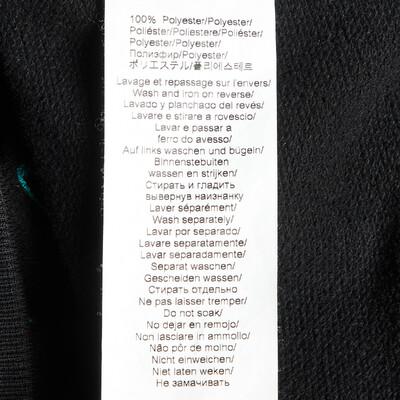 100% Polyester/Polyester/
Poliéster/Poliestere/Poliéster/
Polyester/Polyester/
Полиэфир/Polyester/
ポリエステル/폴리에스테르
Lavage et repassage sur l'envers/
Wash and iron on reverse/
Lavado y planchado del revés/
Lavare e stirare a rovescio/
Lavar e passar a
ferro do avesso/
Auf links waschen und bügeln/
Binnenstebuiten
wassen en strijken/
Стирать и гладить
вывернув наизнанку
Laver séparément/
Wash separately/
Lavar por separado/
Lavare separatamente/
Lavar separadamente/
Separat waschen/
Gescheiden wassen/
Стирать отдельно
Ne pas laisser tremper/
Do not soak/
No dejar en remojo/
Non lasciare in ammollo/
Não pôr de molho/
Nicht einweichen/
Niet laten weken/
Не замачивать